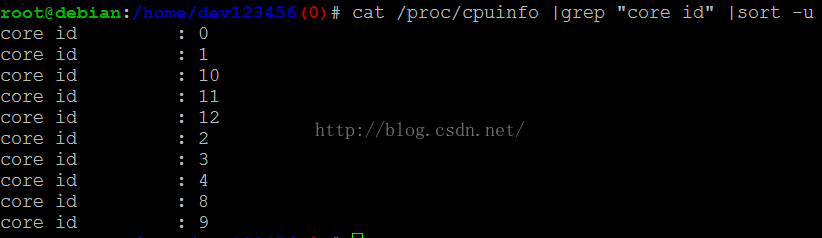 root@debian:/home/dev123456(0)# cat /proc/cpuinfo |grep "core id" |sort -u
core id : 0
core id : 1
core id : 10
core id : 11
core id : 12
http://blog.csdn.net/
core id : 2
core id : 3
core id : 4
core id : 8
core id : 9